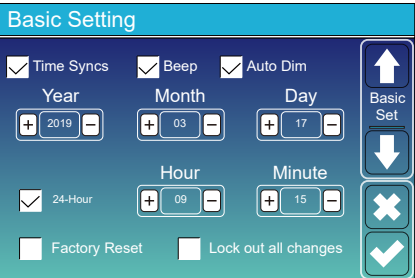 Basic Setting
Time Syncs Beep Auto Dim
Year Month Day
+ 2019 − + 03 − + 17 −
Basic
Set
Hour Minute
24-Hour + 09 − + 15 −
Factory Reset Lock out all changes